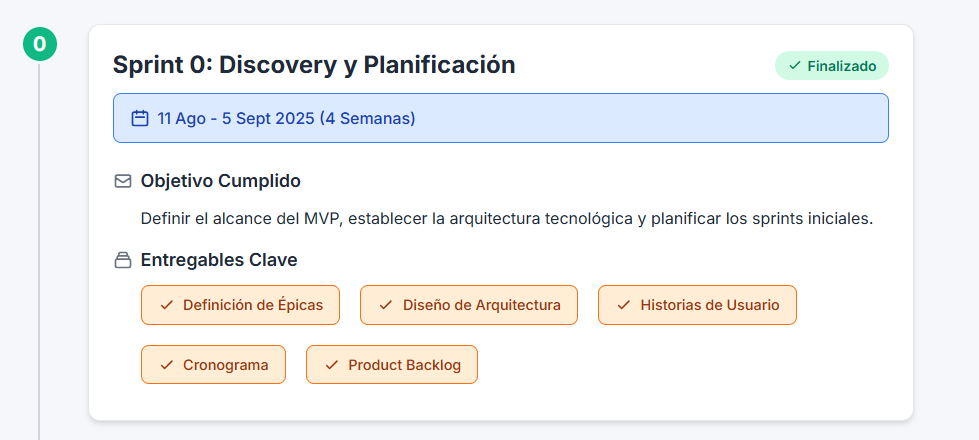 0
Sprint 0: Discovery y Planificación
Finalizado
11 Ago - 5 Sept 2025 (4 Semanas)
Objetivo Cumplido
Definir el alcance del MVP, establecer la arquitectura tecnológica y planificar los sprints iniciales.
Entregables Clave
Definición de Épicas
Diseño de Arquitectura
Historias de Usuario
Cronograma
Product Backlog